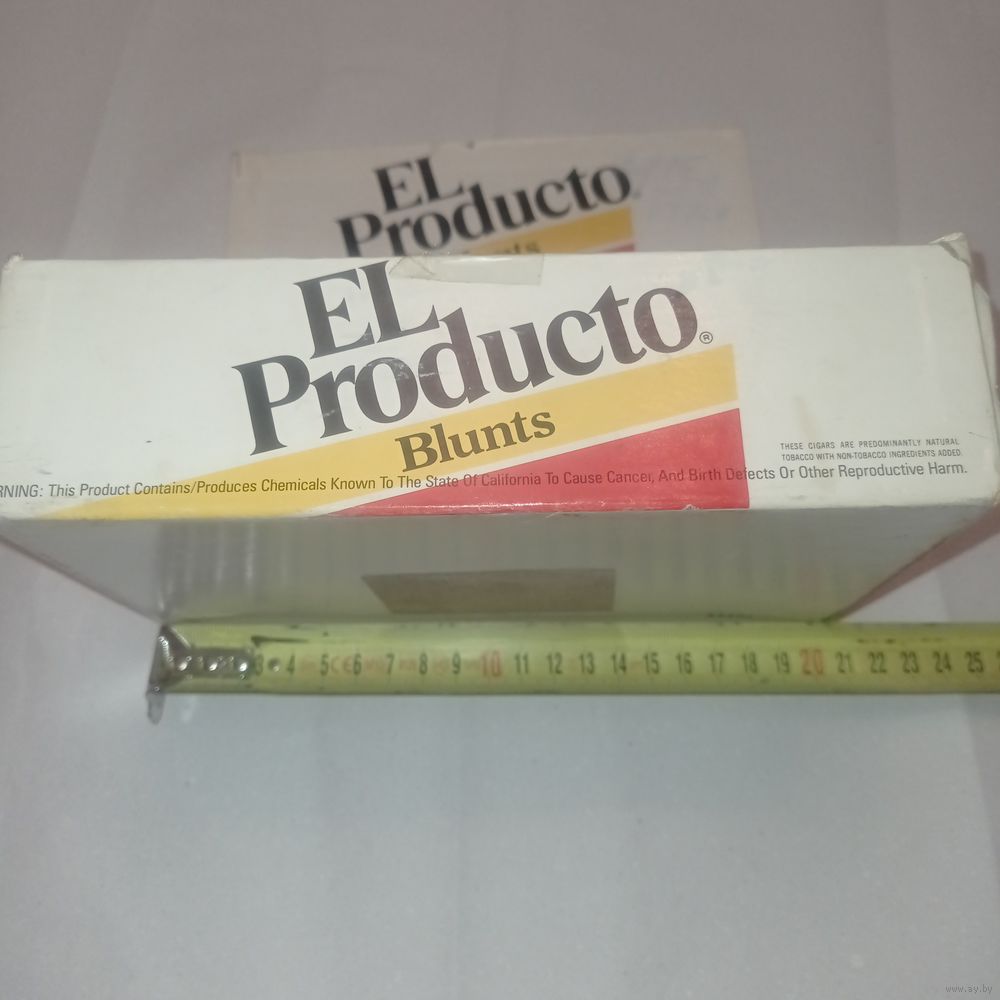 EL
Producto
EL
Producto®
Blunts
THESE CIGARS ARE PREDOMINANTLY NATURAL
TOBACCO WITH NON-TOBACCO INGREDIENTS ADDED.
This Product Contains/Produces Chemicals Known To The State Of California To Cause Cancer, And Birth Defects Or Other Reproductive Harm.
3 4 5 6 7 8 9 10 11 12 13 14 15 16 17 18 19 20 21 22 23 24 25
www.ay.by